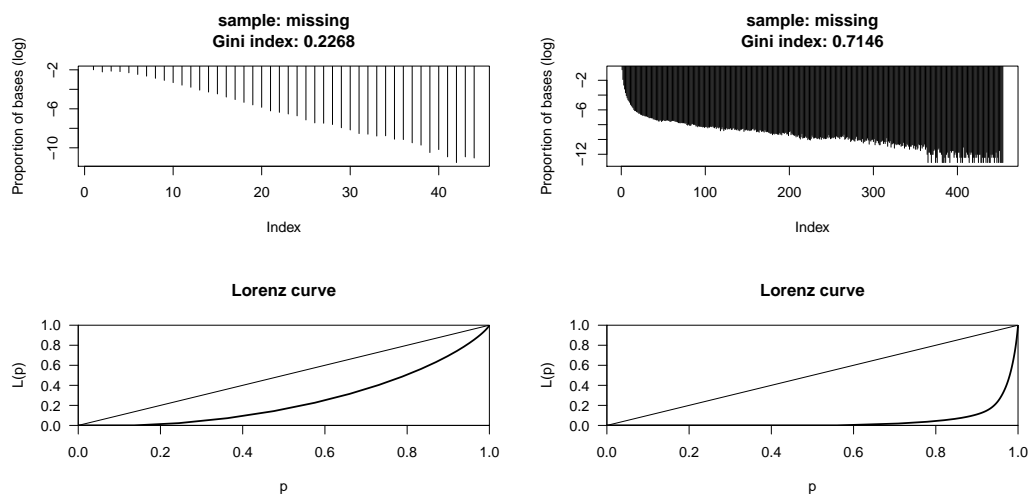 sample: missing
Gini index: 0.2268
Proportion of bases (log)
-2
-6
-10
0
10
20
30
40
Index
sample: missing
Gini index: 0.7146
Proportion of bases (log)
-2
-6
-12
0
100
200
300
400
Index
Lorenz curve
L(p)
1.0
0.8
0.6
0.4
0.2
0.0
0.0
0.2
0.4
0.6
0.8
1.0
p
Lorenz curve
L(p)
1.0
0.8
0.6
0.4
0.2
0.0
0.0
0.2
0.4
0.6
0.8
1.0
p